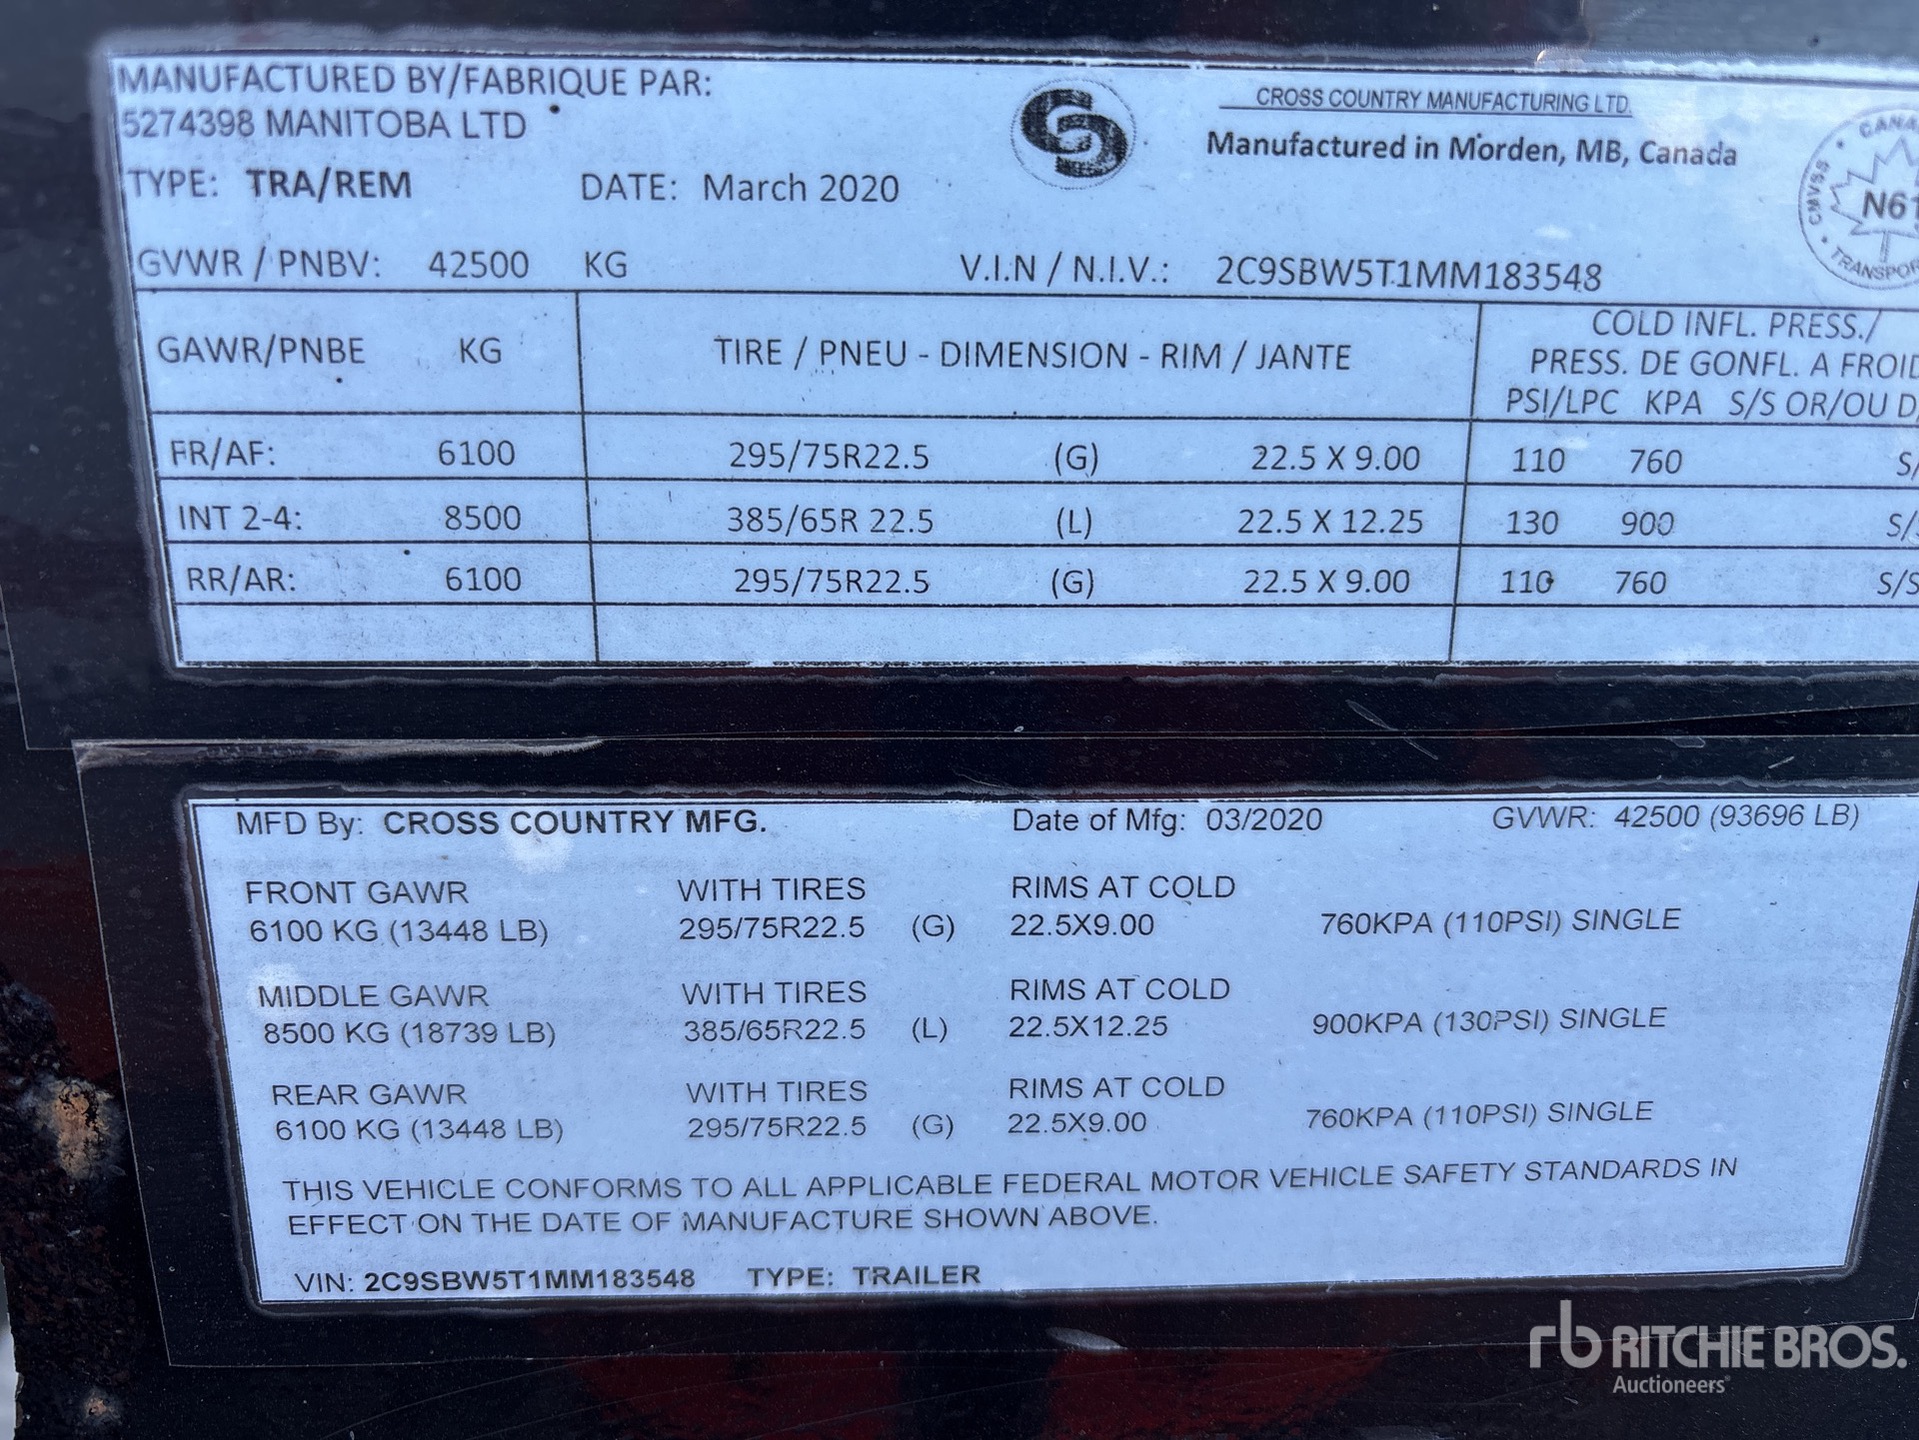 MANUFACTURED BY/FABRIQUE PAR:
5274398 MANITOBA LTD
CROSS COUNTRY MANUFACTURING LTD.
Manufactured in Morden, MB, Canada
TYPE: TRA/REM DATE: March 2020
CMVSS
N61
GVWR / PNBV: 42500 KG V.I.N / N.I.V.: 2C9SBW5T1MM183548
GAWR/PNBE KG TIRE / PNEU - DIMENSION - RIM / JANTE
COLD INFL. PRESS./
PRESS. DE GONFL. A FROID
PSI/LPC KPA S/S OR/OU D/
FR/AF: 6100 295/75R22.5 (G) 22.5 X 9.00 110 760 S/
INT 2-4: 8500 385/65R 22.5 (L) 22.5 X 12.25 130 900 S/
RR/AR: 6100 295/75R22.5 (G) 22.5 X 9.00 110 760 S/S
MFD By: CROSS COUNTRY MFG. Date of Mfg: 03/2020 GVWR: 42500 (93696 LB)
FRONT GAWR WITH TIRES RIMS AT COLD
6100 KG (13448 LB) 295/75R22.5 (G) 22.5X9.00 760KPA (110PSI) SINGLE
MIDDLE GAWR WITH TIRES RIMS AT COLD
8500 KG (18739 LB) 385/65R22.5 (L) 22.5X12.25 900KPA (130PSI) SINGLE
REAR GAWR WITH TIRES RIMS AT COLD
6100 KG (13448 LB) 295/75R22.5 (G) 22.5X9.00 760KPA (110PSI) SINGLE
THIS VEHICLE CONFORMS TO ALL APPLICABLE FEDERAL MOTOR VEHICLE SAFETY STANDARDS IN
EFFECT ON THE DATE OF MANUFACTURE SHOWN ABOVE.
VIN: 2C9SBW5T1MM183548 TYPE: TRAILER
rb RITCHIE BROS.
Auctioneers